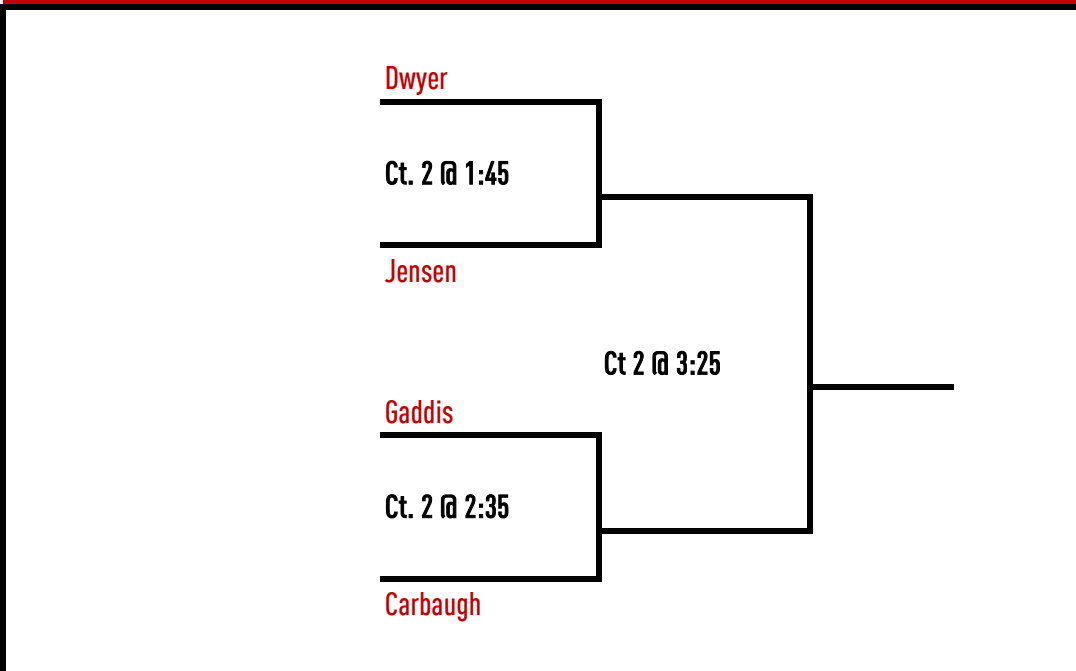 Dwyer
Ct. 2 @ 1:45
Jensen
Ct 2 @ 3:25
Gaddis
Ct. 2 @ 2:35
Carbaugh